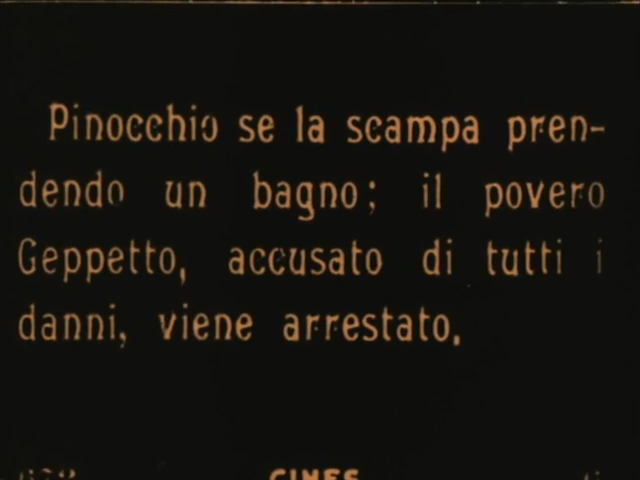 Pinocchio se la scampa pren-
dendo un bagno; il povero
Geppetto, accusato di tutti i
danni, viene arrestato.
CINES